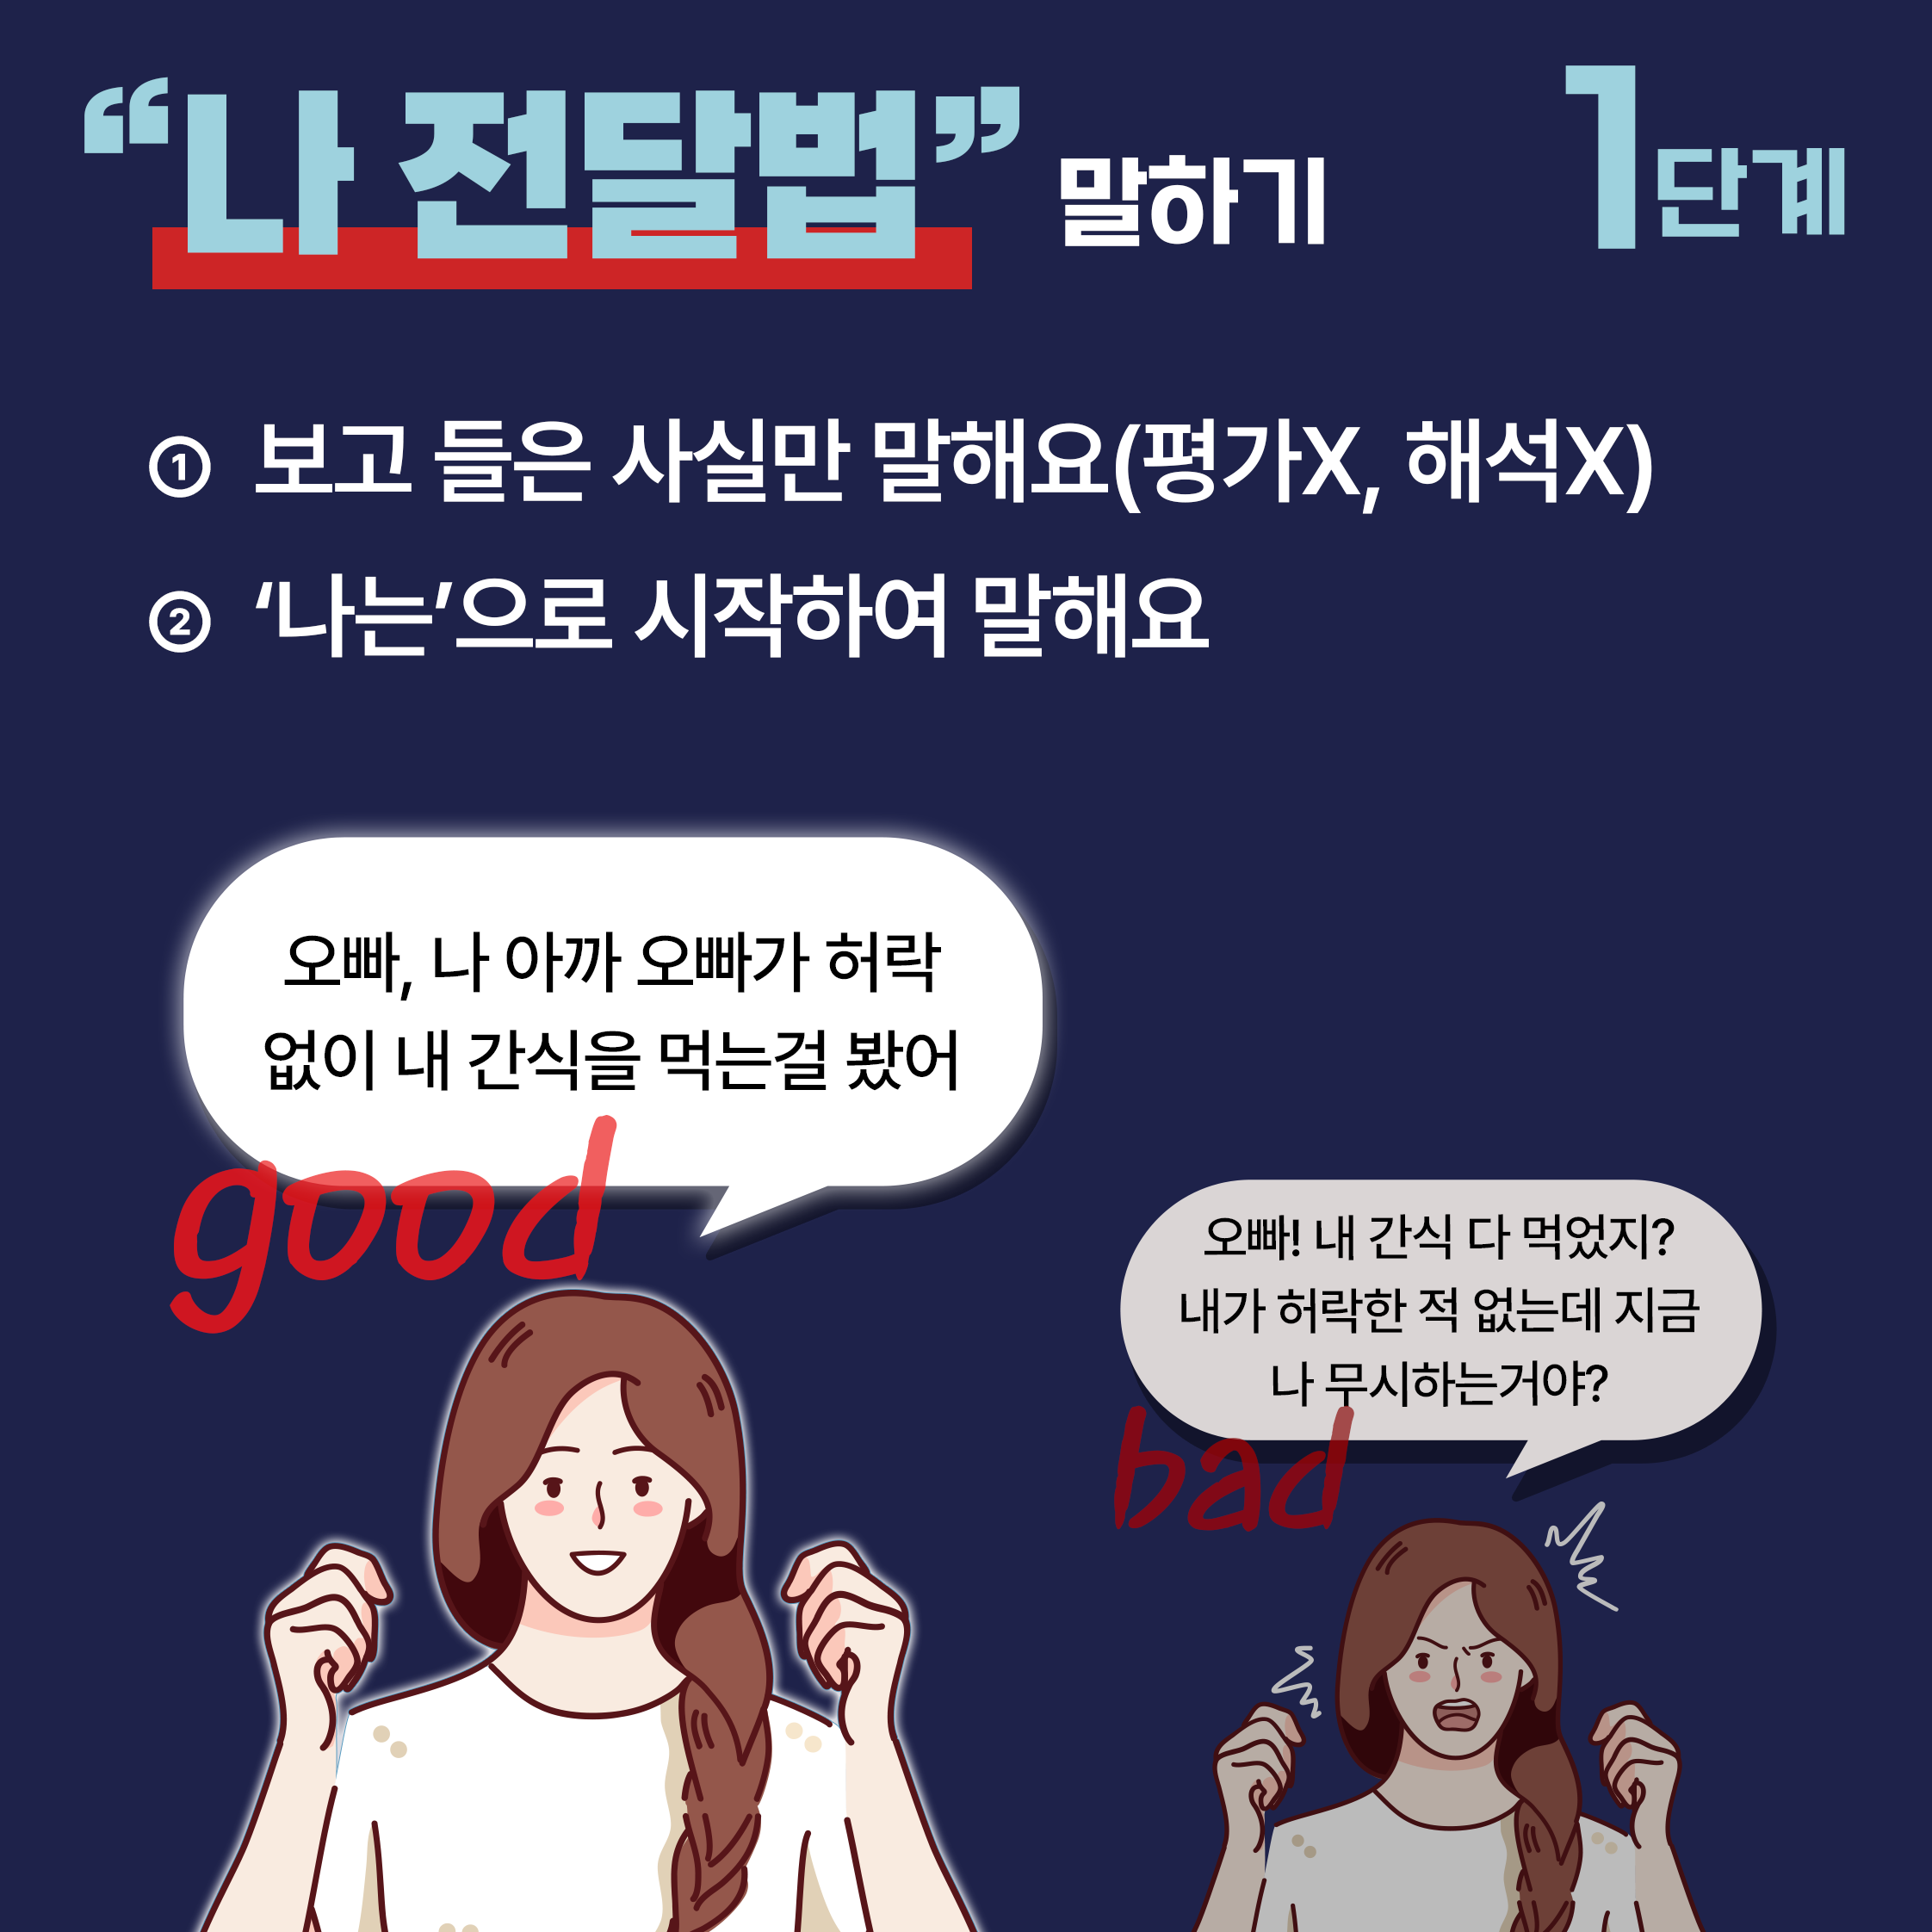 “나 전달법” 말하기
1단계
① 보고 들은 사실만 말해요(평가X, 해석X)
② ‘나는’으로 시작하여 말해요
오빠, 나 아까 오빠가 허락
없이 내 간식을 먹는걸 봤어
good
오빠! 내 간식 다 먹었지?
내가 허락한 적 없는데 지금
나 무시하는거야?
bad